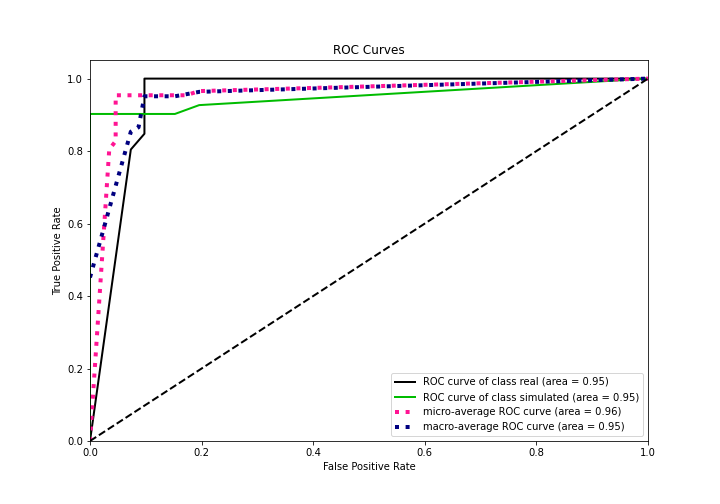 ROC Curves
1.0
0.8
0.6
0.4
0.2
0.0
True Positive Rate
ROC curve of class real (area = 0.95)
ROC curve of class simulated (area = 0.95)
micro-average ROC curve (area = 0.96)
macro-average ROC curve (area = 0.95)
0.0 0.2 0.4 0.6 0.8 1.0
False Positive Rate